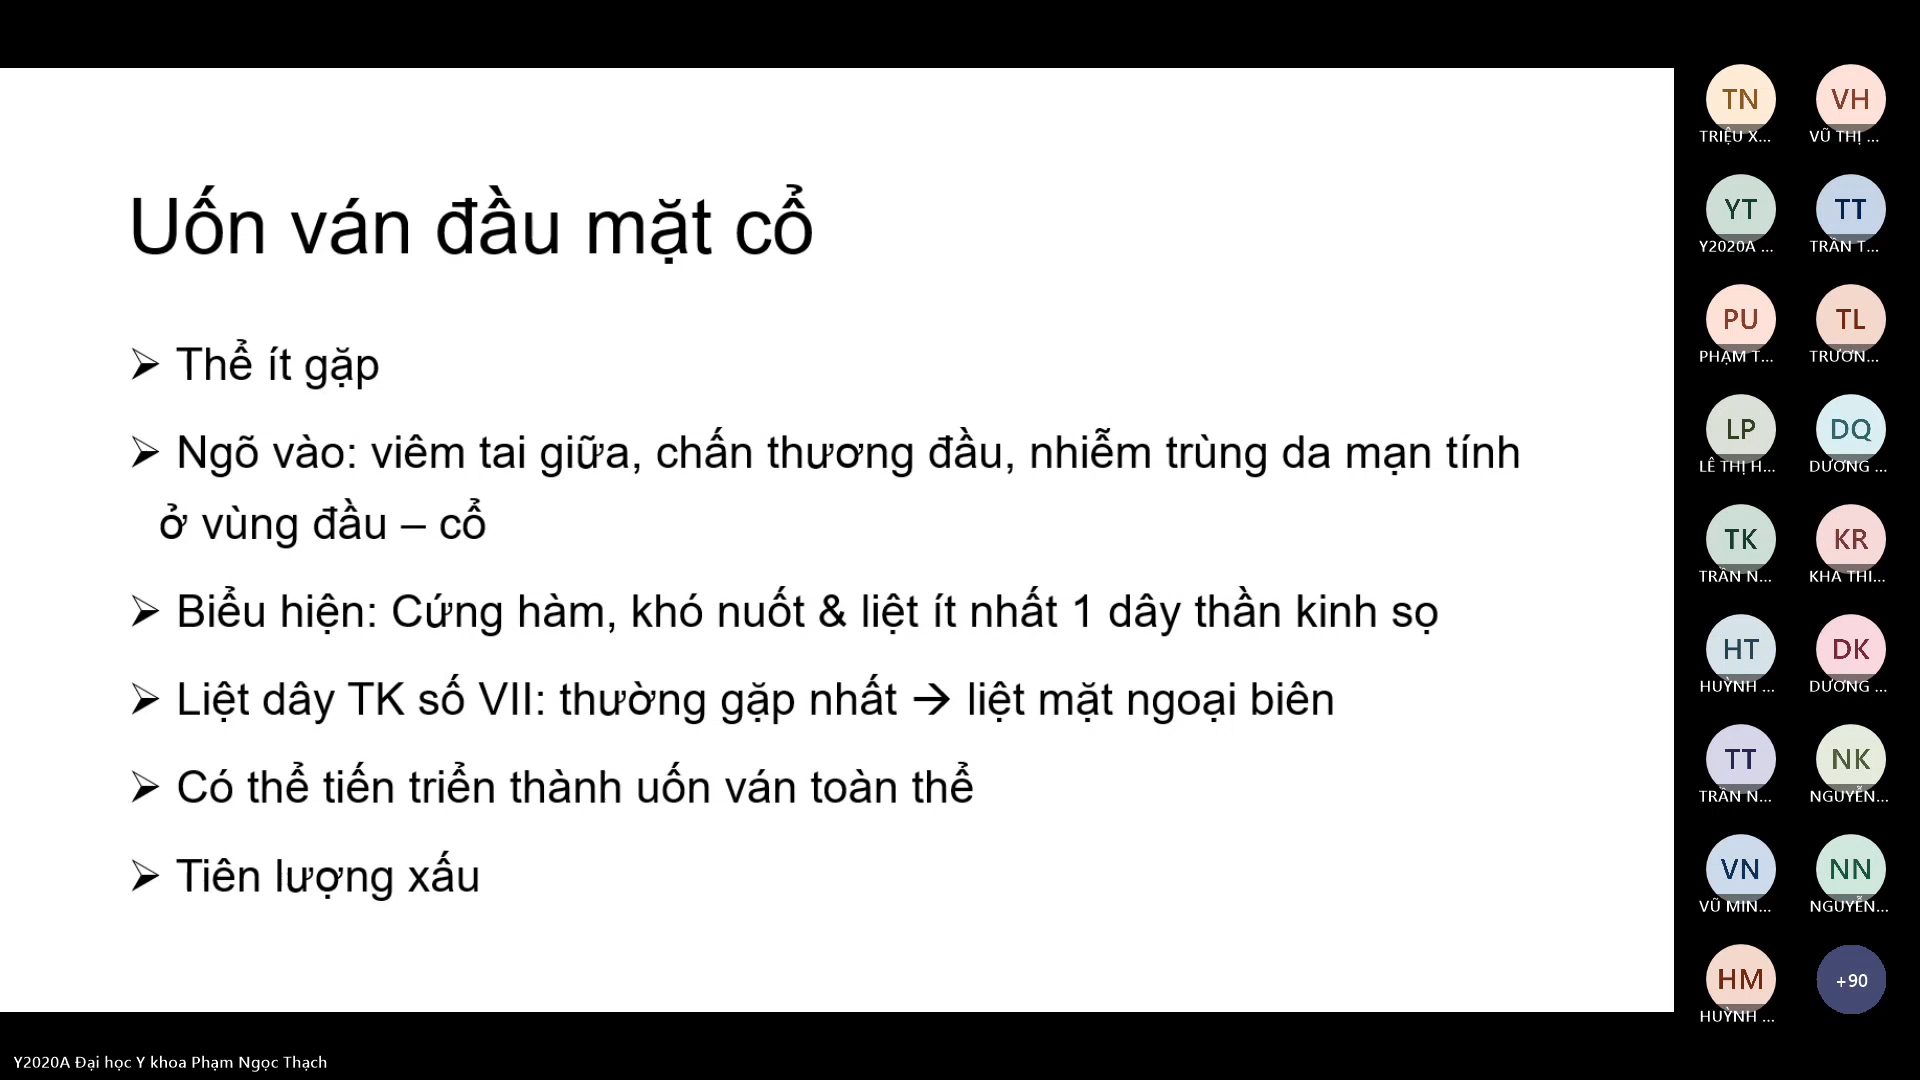 Uốn ván đầu mặt cổ
➢ Thể ít gặp
➢ Ngõ vào: viêm tai giữa, chấn thương đầu, nhiễm trùng da mạn tính
ở vùng đầu – cổ
➢ Biểu hiện: Cứng hàm, khó nuốt & liệt ít nhất 1 dây thần kinh sọ
➢ Liệt dây TK số VII: thường gặp nhất → liệt mặt ngoại biên
➢ Có thể tiến triển thành uốn ván toàn thể
➢ Tiên lượng xấu
TN VH
TRIỆU X... VŨ THỊ ...
YT TT
Y2020A ... TRẦN T...
PU TL
PHẠM T... TRƯƠN...
LP DQ
LÊ THỊ H... DƯƠNG ...
TK KR
TRẦN N... KHA THI...
HT DK
HUỲNH ... DƯƠNG ...
TT NK
TRẦN N... NGUYỄN...
VN NN
VŨ MIN... NGUYỄN...
HM +90
HUỲNH ...
Y2020A Đại học Y khoa Phạm Ngọc Thạch